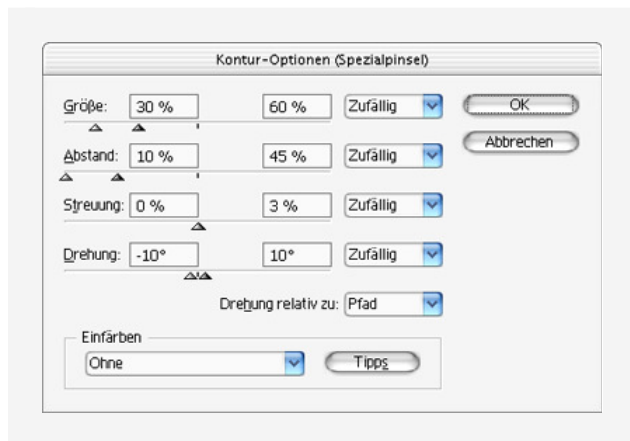 Kontur-Optionen (Spezialpinsel)
Größe: 30 % 60 % Zufällig OK
Abstand: 10 % 45 % Zufällig Abbrechen
Streuung: 0 % 3 % Zufällig
Drehung: -10° 10° Zufällig
Drehung relativ zu: Pfad
Einfärben
Ohne Tipps